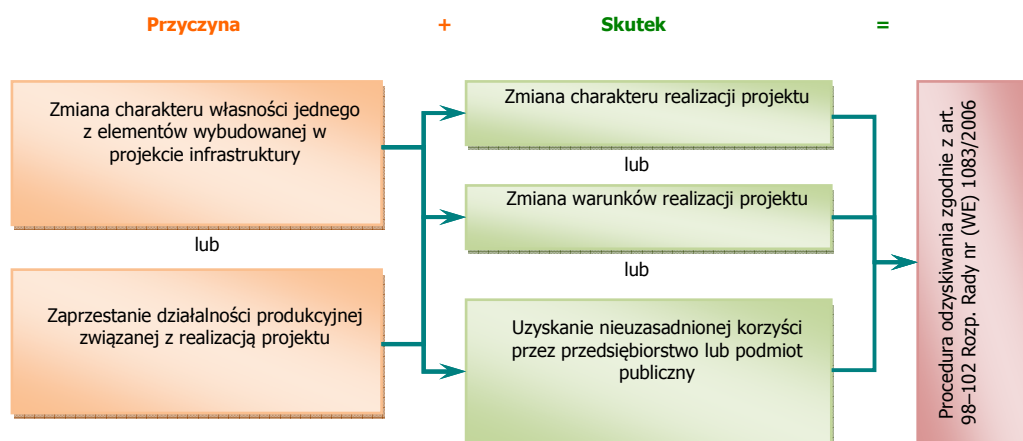 Przyczyna + Skutek =
Zmiana charakteru własności jednego
z elementów wybudowanej w
projekcie infrastruktury
lub
Zaprzestanie działalności produkcyjnej
związanej z realizacją projektu
Zmiana charakteru realizacji projektu
lub
Zmiana warunków realizacji projektu
lub
Uzyskanie nieuzasadnionej korzyści
przez przedsiębiorstwo lub podmiot
publiczny
Procedura odzyskiwania zgodnie z art.
98–102 Rozp. Rady nr (WE) 1083/2006